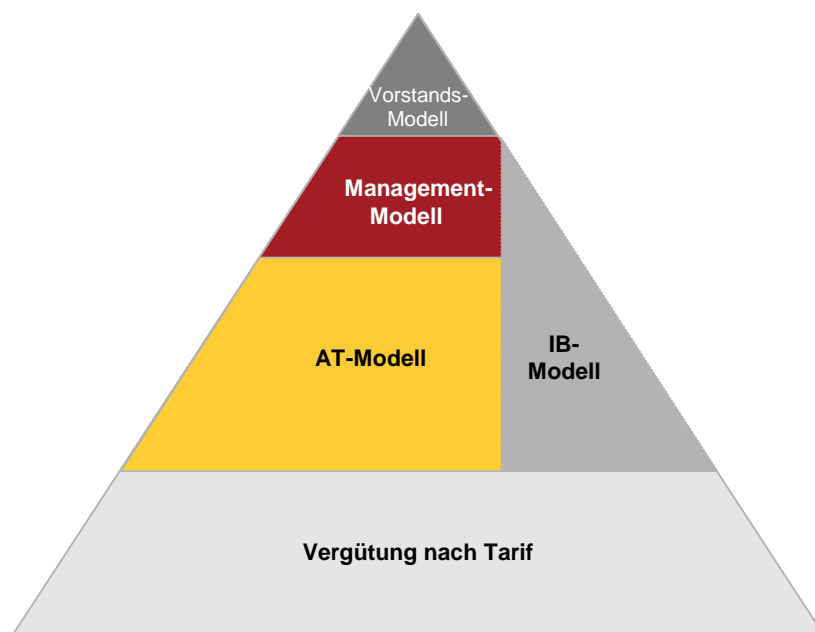 Vorstands-
Modell
Management-
Modell
AT-Modell
IB-
Modell
Vergütung nach Tarif